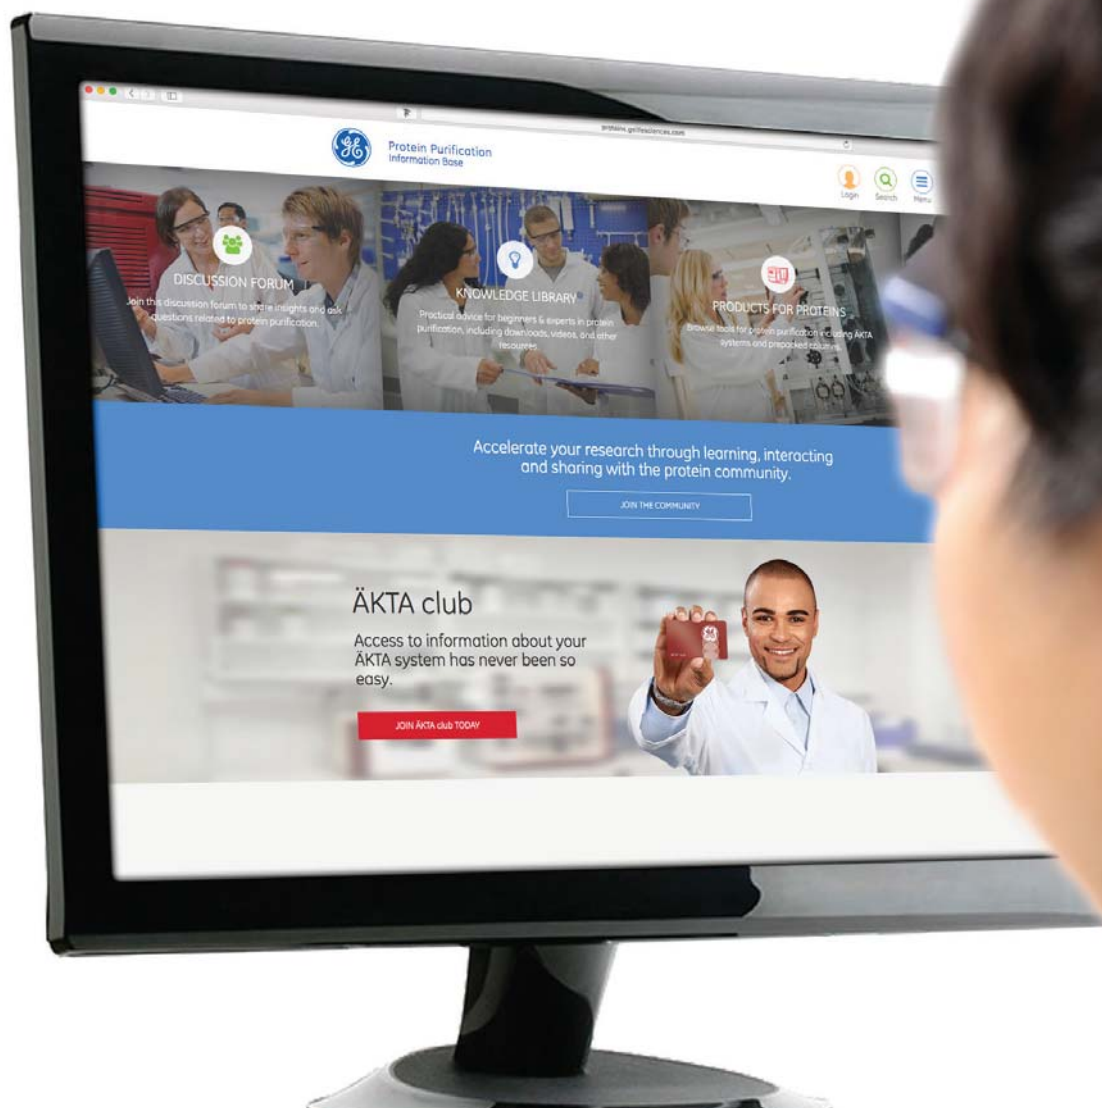 proteins.gelifesciences.com
Protein Purification
Information Base
Login
Search
Menu
DISCUSSION FORUM
Join this discussion forum to share insights and ask
questions related to protein purification.
KNOWLEDGE LIBRARY
Practical advice for beginners & experts in protein
purification, including downloads, videos, and other
resources.
PRODUCTS FOR PROTEINS
Browse tools for protein purification including ÄKTA
systems and prepacked columns.
Accelerate your research through learning, interacting
and sharing with the protein community.
JOIN THE COMMUNITY
ÄKTA club
Access to information about your
ÄKTA system has never been so
easy.
JOIN ÄKTA club TODAY